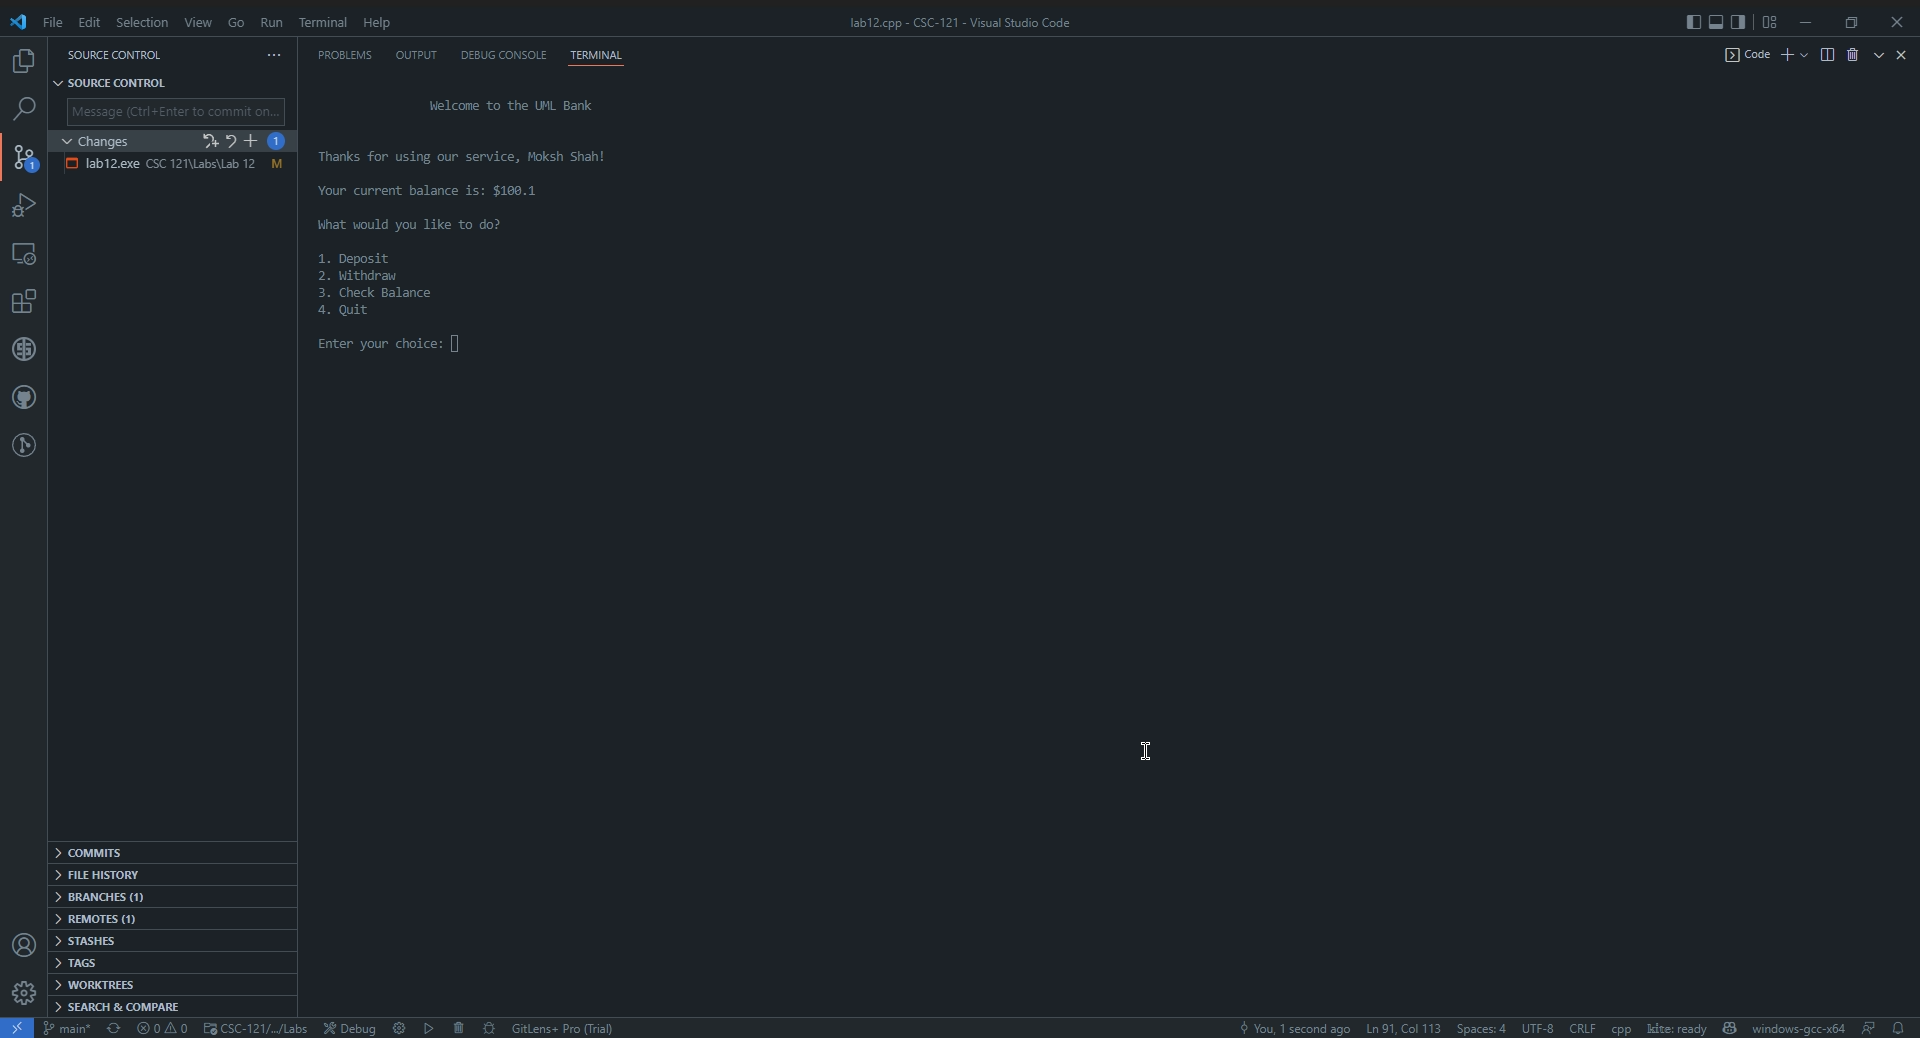 File Edit Selection View Go Run Terminal Help
lab12.cpp - CSC-121 - Visual Studio Code
SOURCE CONTROL
SOURCE CONTROL
Message (Ctrl+Enter to commit on...
Changes 1
lab12.exe CSC 121\Labs\Lab 12 M
1
PROBLEMS OUTPUT DEBUG CONSOLE TERMINAL
Code
Welcome to the UML Bank
Thanks for using our service, Moksh Shah!
Your current balance is: $100.1
What would you like to do?
1. Deposit
2. Withdraw
3. Check Balance
4. Quit
Enter your choice:
COMMITS
FILE HISTORY
BRANCHES (1)
REMOTES (1)
STASHES
TAGS
WORKTREES
SEARCH & COMPARE
main* 0 0 CSC-121/.../Labs Debug GitLens+ Pro (Trial) You, 1 second ago Ln 91, Col 113 Spaces: 4 UTF-8 CRLF cpp kite: ready windows-gcc-x64